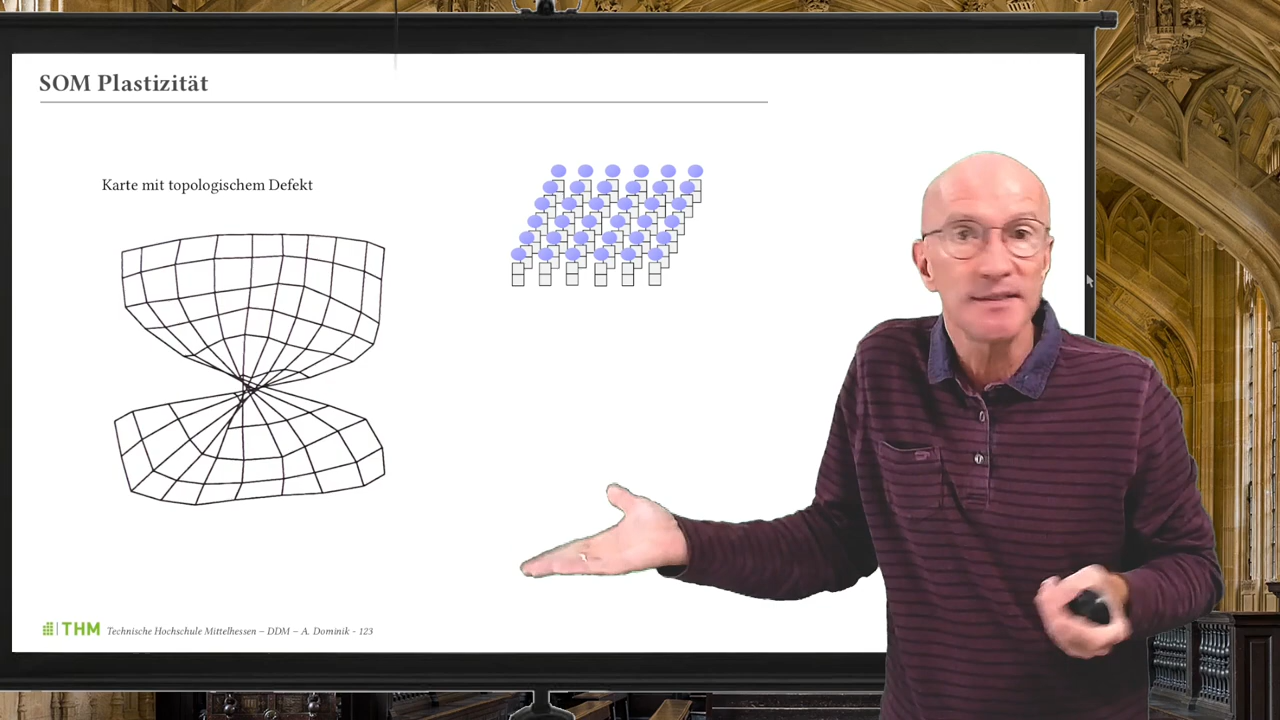 SOM Plastizität
Karte mit topologischem Defekt
THM Technische Hochschule Mittelhessen – DDM – A. Dominik - 123